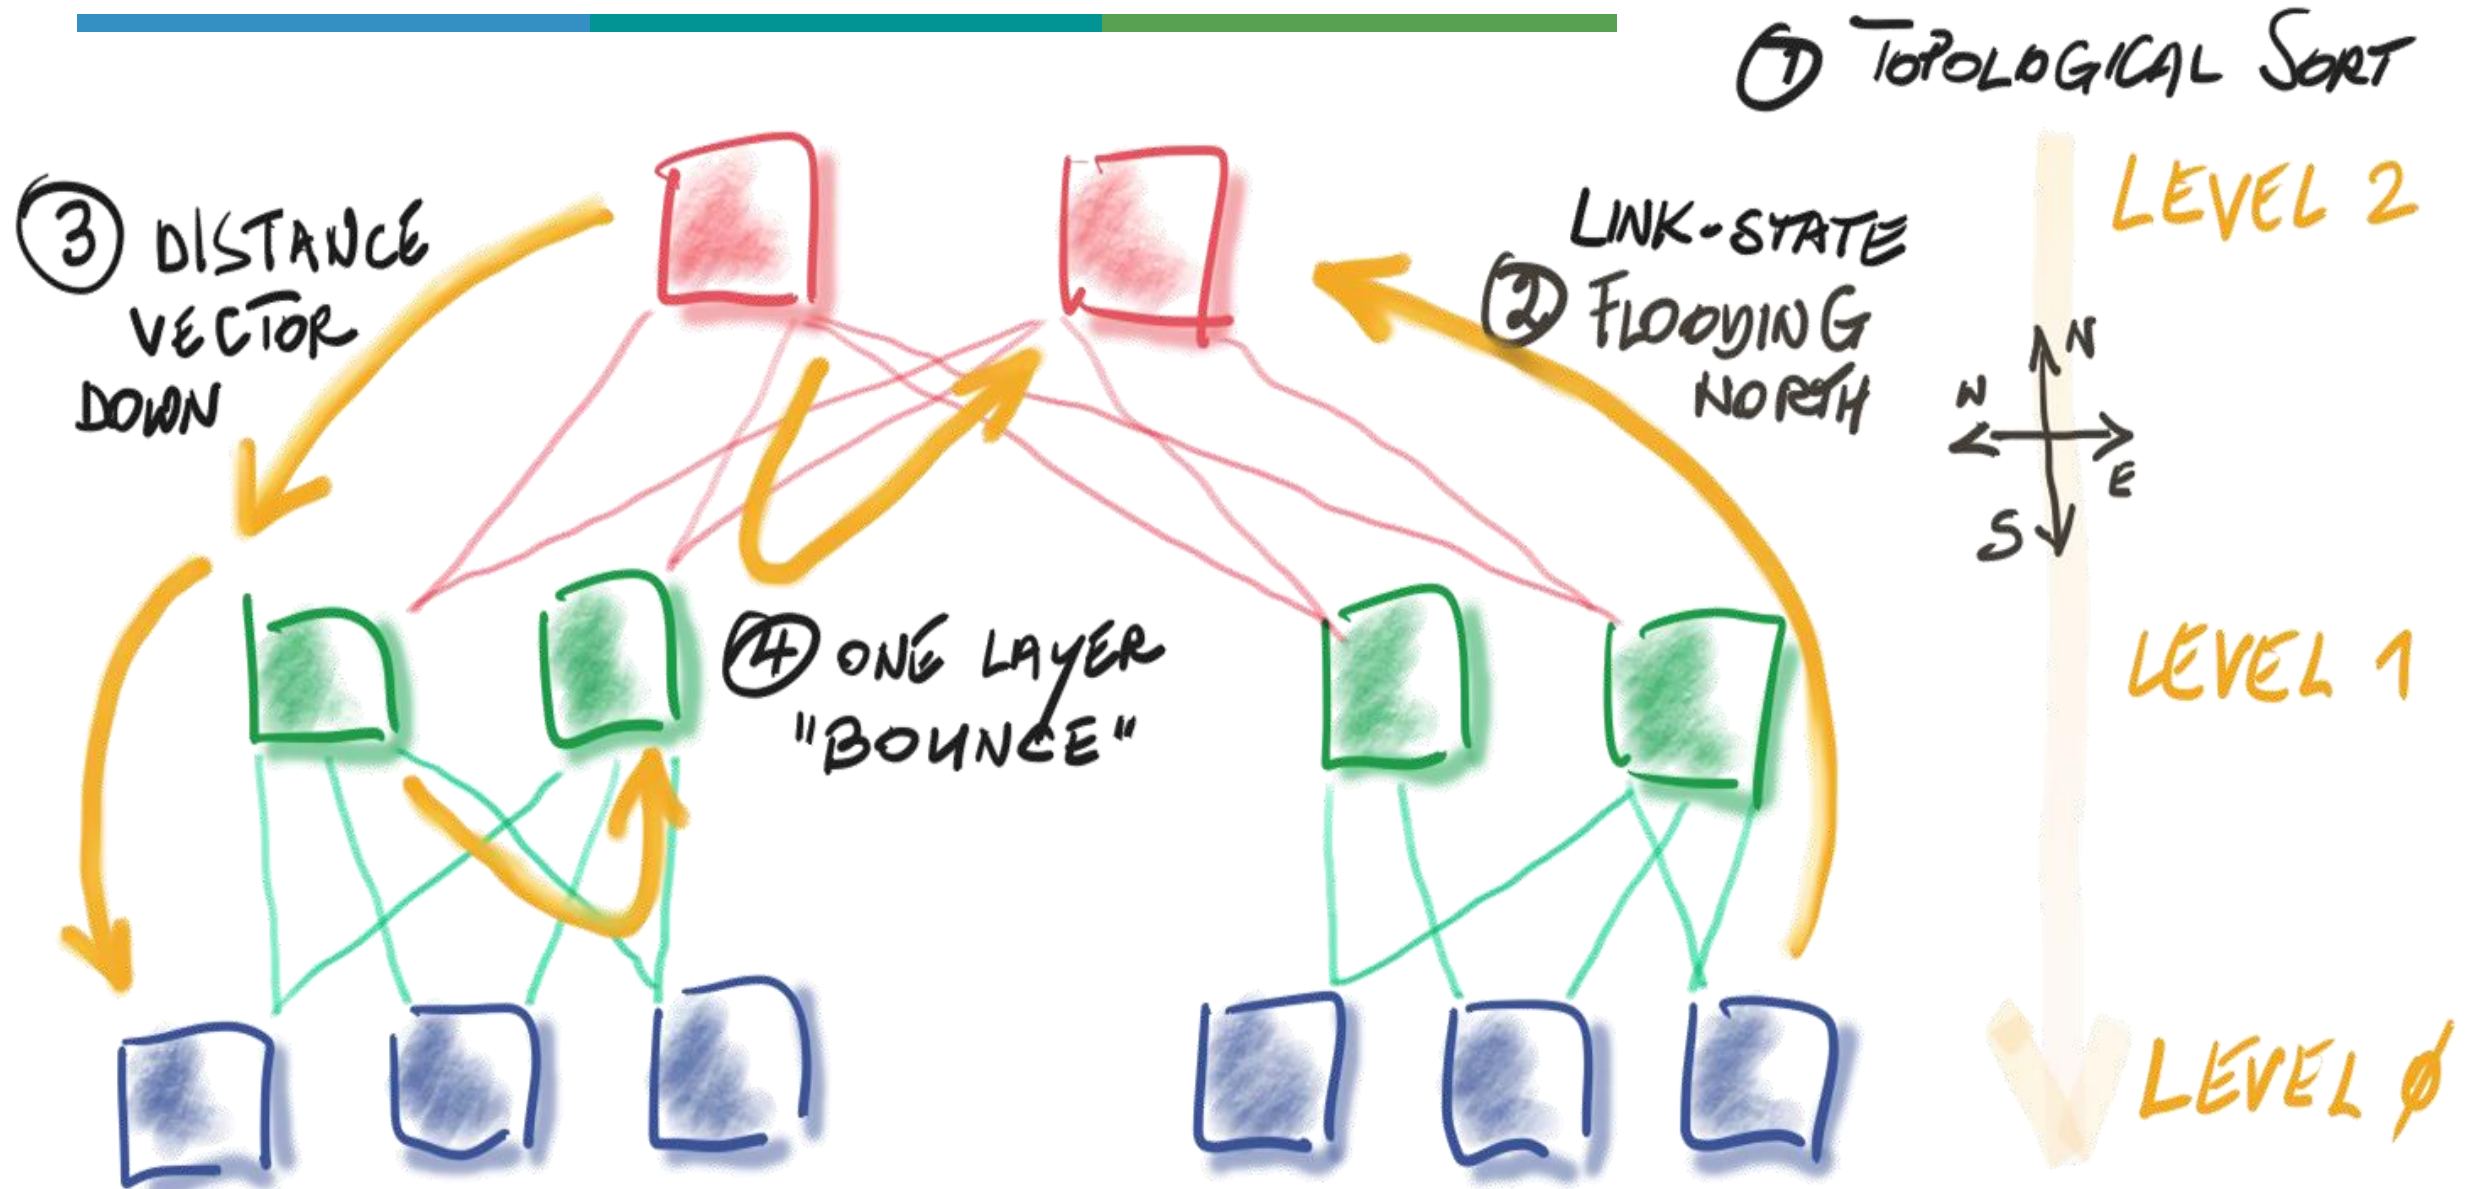 ① TOPOLOGICAL SORT
LEVEL 2
③ DISTANCE
VECTOR
DOWN
LINK-STATE
② FLOODING
NORTH
N
W
E
S
④ ONE LAYER
"BOUNCE"
LEVEL 1
LEVEL Ø